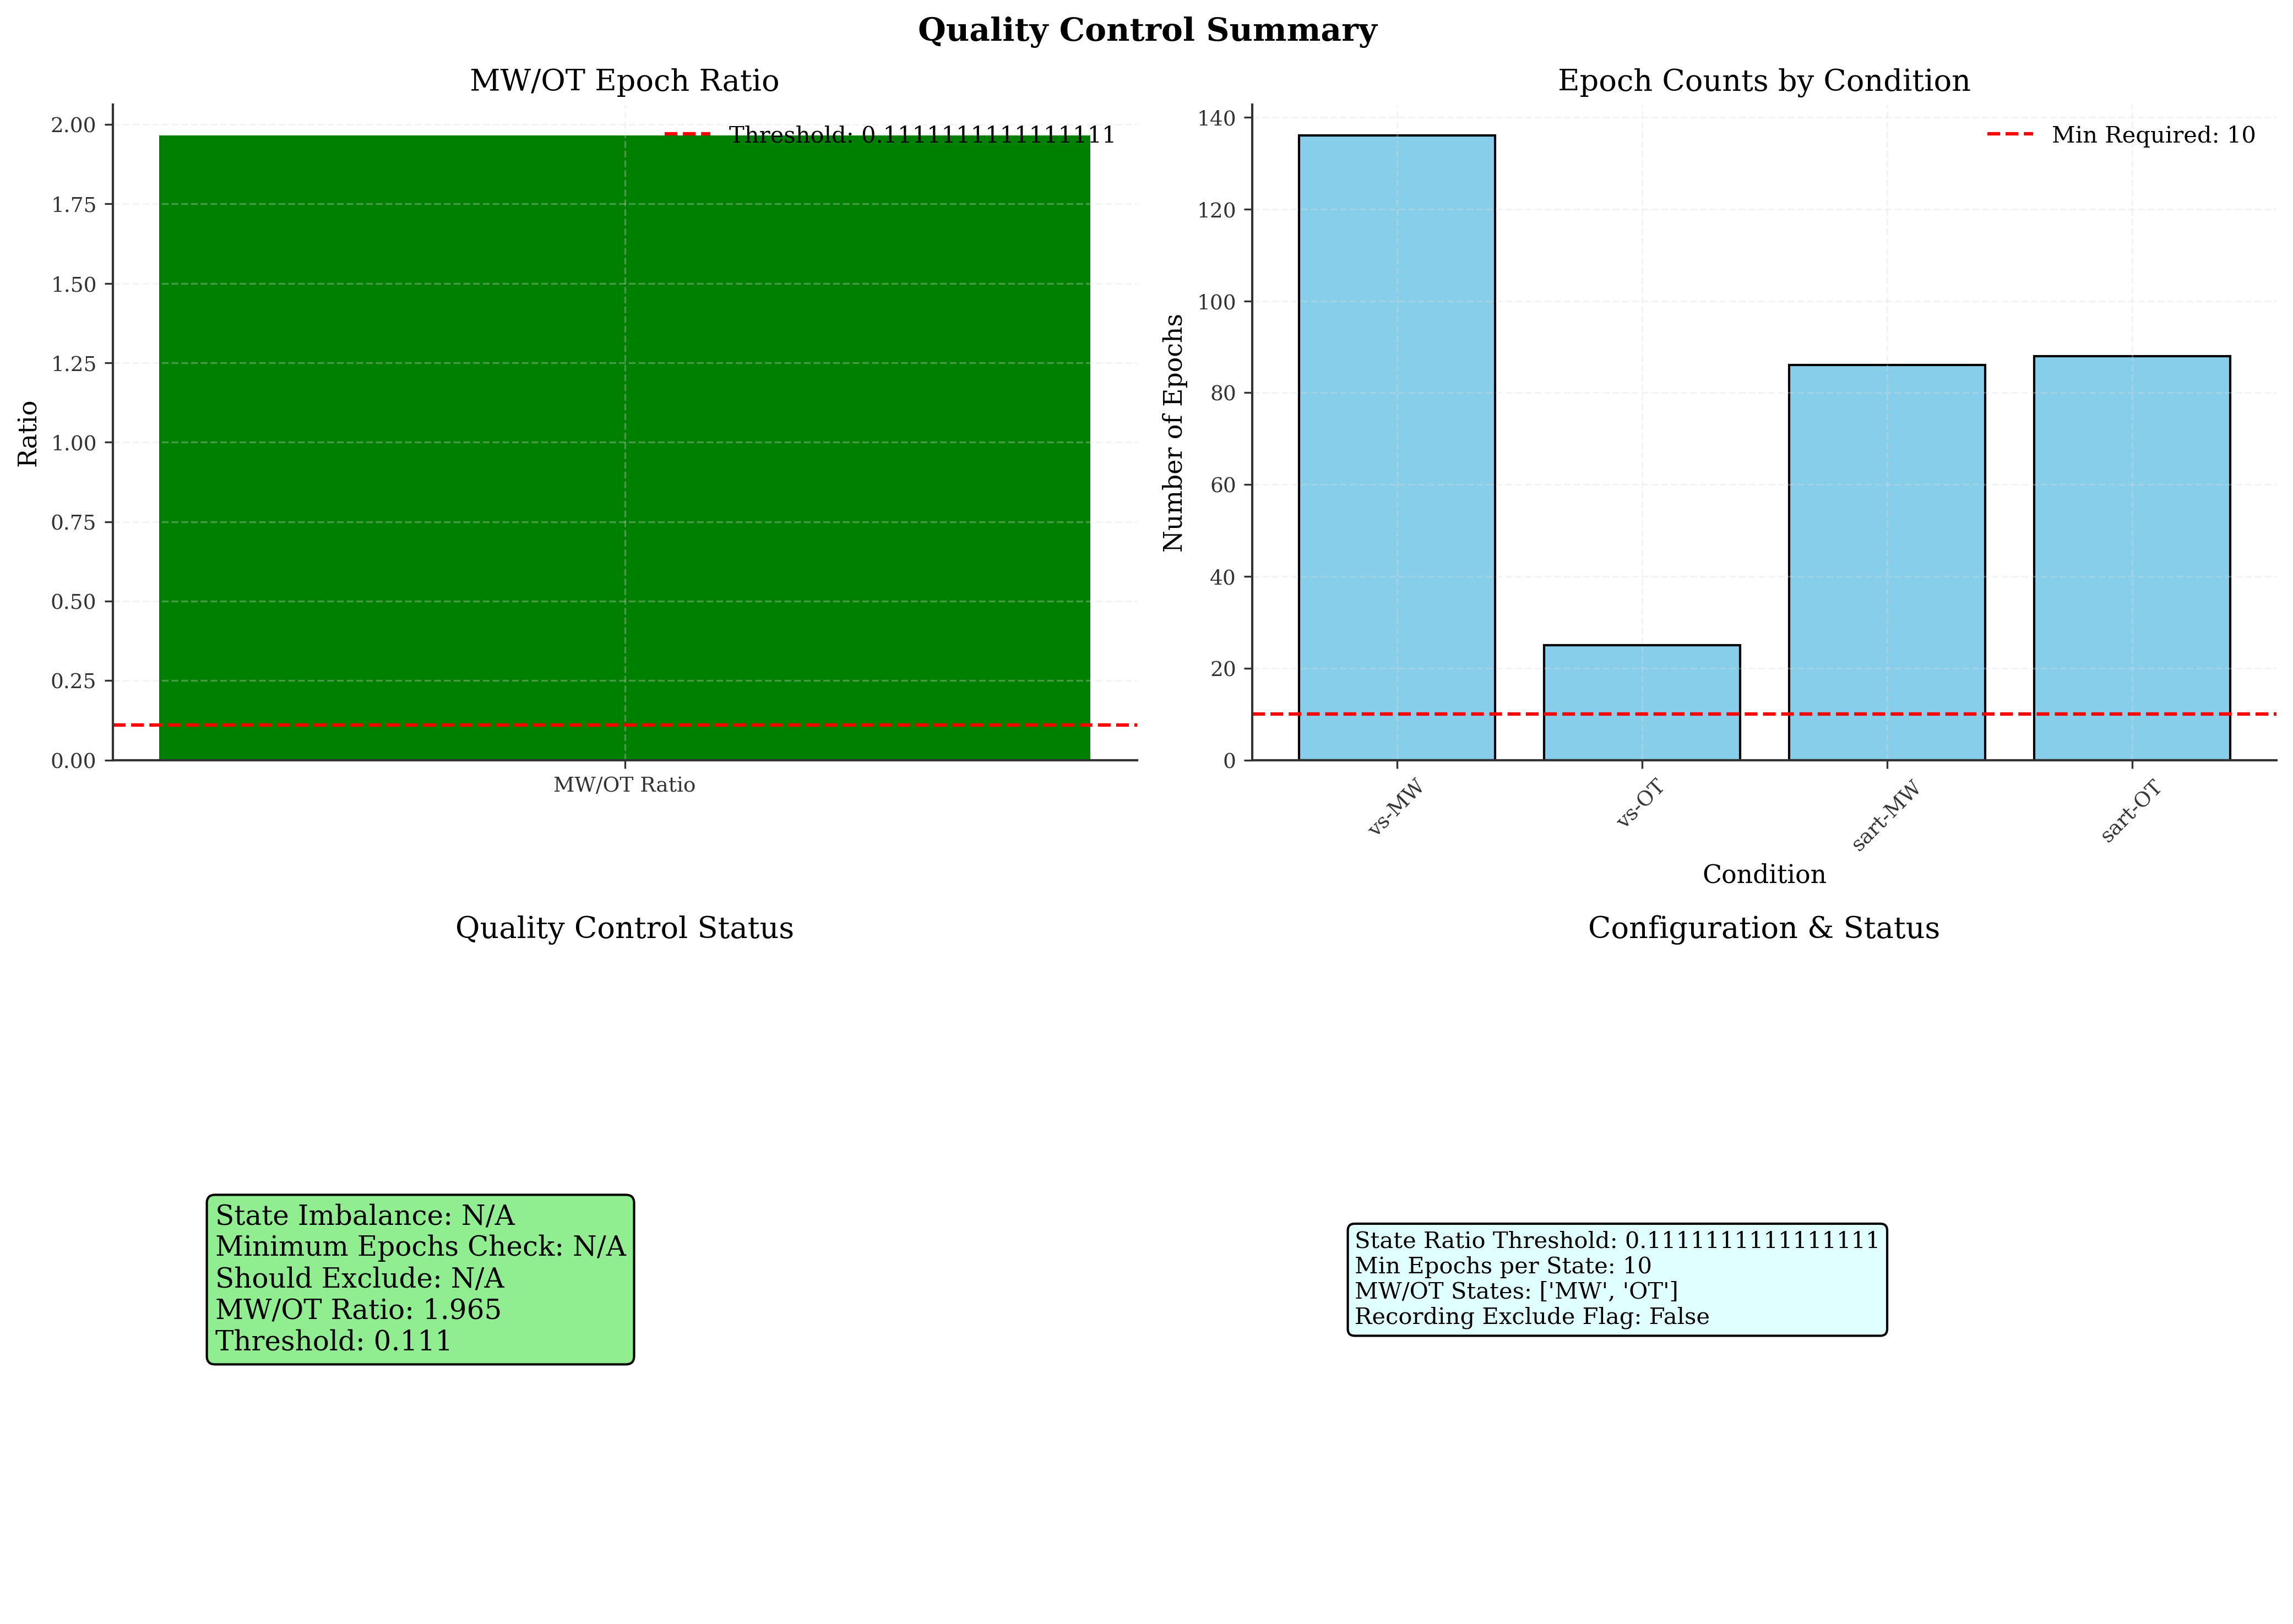 Quality Control Summary
MW/OT Epoch Ratio
Threshold: 0.1111111111111111
2.00
1.75
1.50
1.25
1.00
0.75
0.50
0.25
0.00
Ratio
MW/OT Ratio
Epoch Counts by Condition
Min Required: 10
140
120
100
80
60
40
20
0
Number of Epochs
vs-MW
vs-OT
sart-MW
sart-OT
Condition
Quality Control Status
State Imbalance: N/A
Minimum Epochs Check: N/A
Should Exclude: N/A
MW/OT Ratio: 1.965
Threshold: 0.111
Configuration & Status
State Ratio Threshold: 0.1111111111111111
Min Epochs per State: 10
MW/OT States: ['MW', 'OT']
Recording Exclude Flag: False